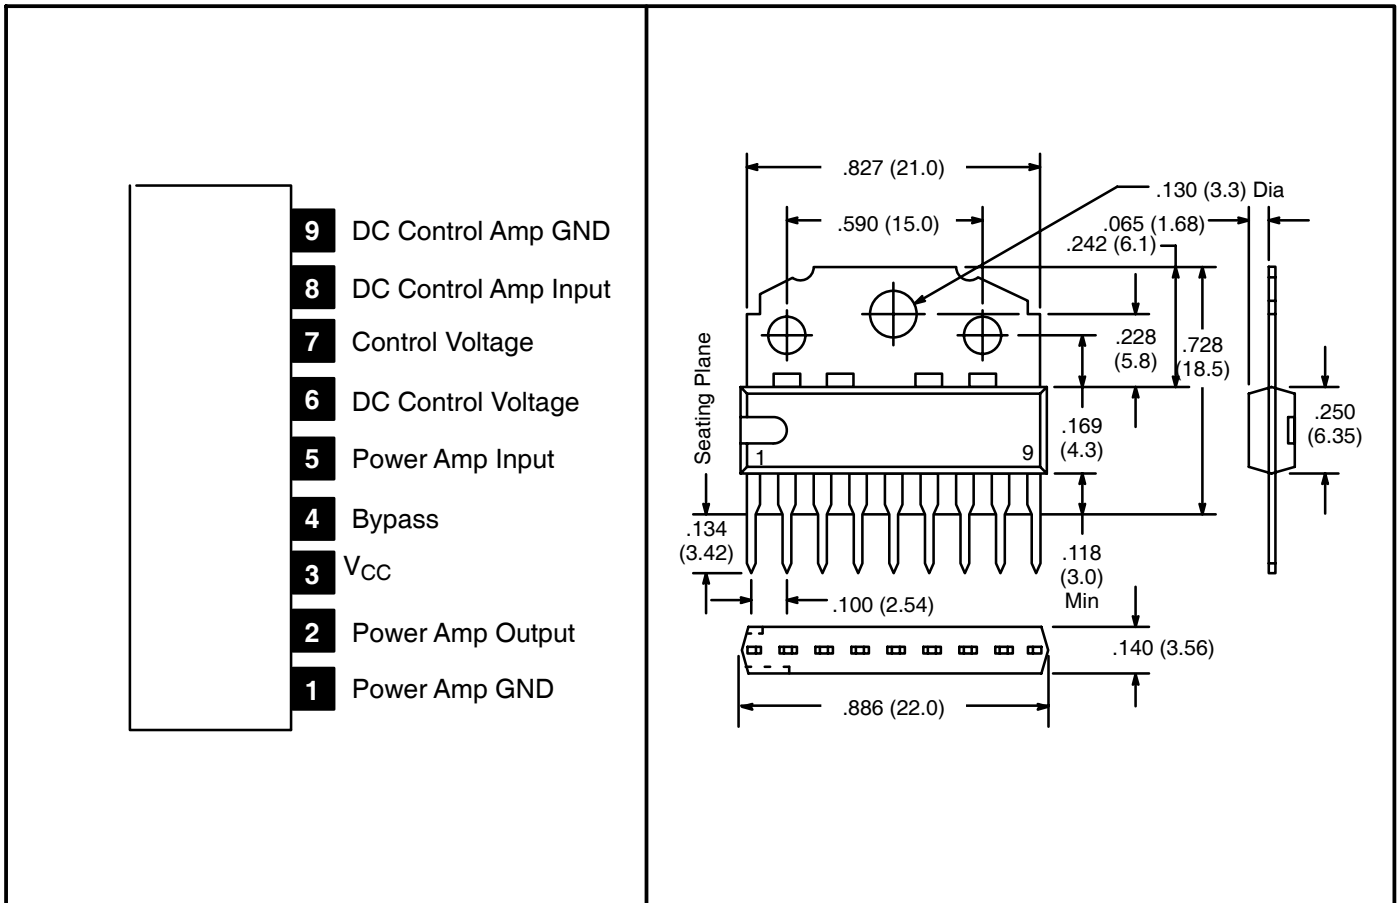 9 DC Control Amp GND
8 DC Control Amp Input
7 Control Voltage
6 DC Control Voltage
5 Power Amp Input
4 Bypass
3 VCC
2 Power Amp Output
1 Power Amp GND
.827 (21.0)
.130 (3.3) Dia
.590 (15.0)
.065 (1.68)
.242 (6.1)
.228
(5.8)
.728
(18.5)
Seating Plane
.169
(4.3)
.250
(6.35)
1
9
.134
(3.42)
.118
(3.0)
Min
.100 (2.54)
.140 (3.56)
.886 (22.0)